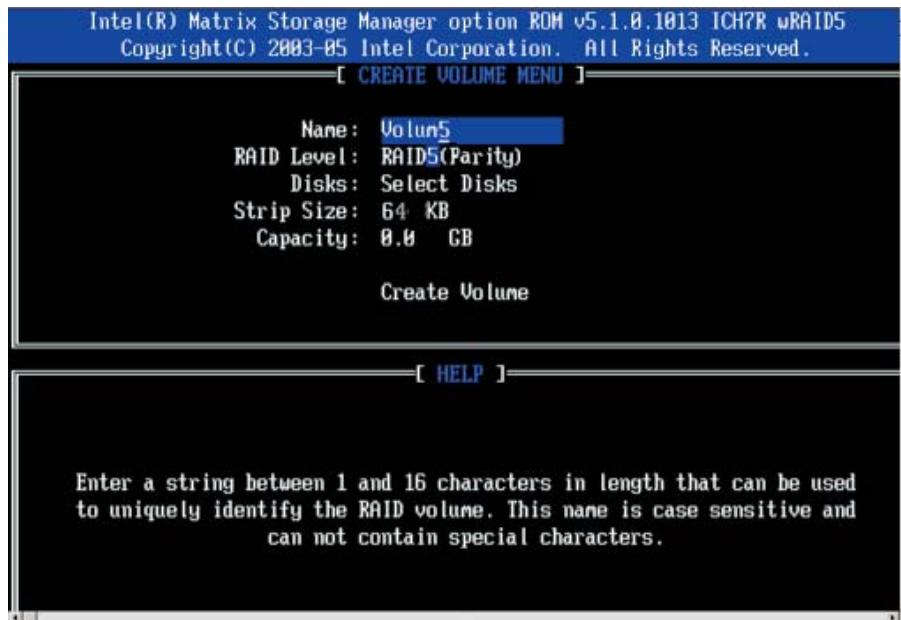 Intel(R) Matrix Storage Manager option ROM v5.1.0.1013 ICH7R wRAID5
Copyright(C) 2003-05 Intel Corporation. All Rights Reserved.
[ CREATE VOLUME MENU ]
Name: Volum5
RAID Level: RAID5(Parity)
Disks: Select Disks
Strip Size: 64 KB
Capacity: 0.0 GB
Create Volume
[ HELP ]
Enter a string between 1 and 16 characters in length that can be used
to uniquely identify the RAID volume. This name is case sensitive and
can not contain special characters.